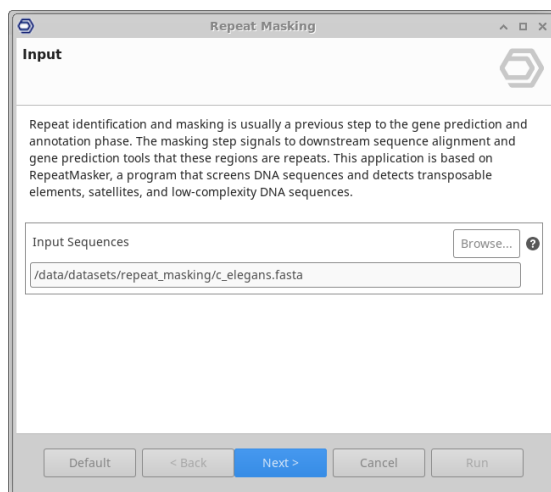 Repeat Masking
Input
Repeat identification and masking is usually a previous step to the gene prediction and
annotation phase. The masking step signals to downstream sequence alignment and
gene prediction tools that these regions are repeats. This application is based on
RepeatMasker, a program that screens DNA sequences and detects transposable
elements, satellites, and low-complexity DNA sequences.
Input Sequences
Browse...
?
/data/datasets/repeat_masking/c_elegans.fasta
Default
< Back
Next >
Cancel
Run